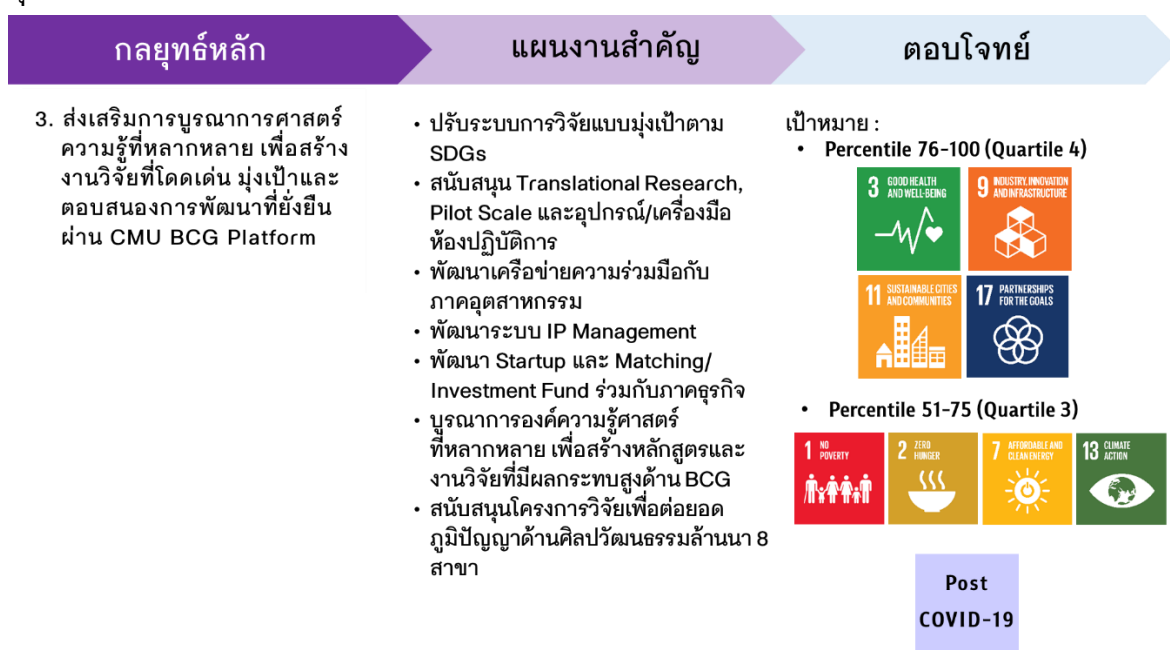 กลยุทธ์หลัก
แผนงานสำคัญ
ตอบโจทย์
3. ส่งเสริมการบูรณาการศาสตร์
ความรู้ที่หลากหลาย เพื่อสร้าง
งานวิจัยที่โดดเด่น มุ่งเป้าและ
ตอบสนองการพัฒนาที่ยั่งยืน
ผ่าน CMU BCG Platform
• ปรับระบบการวิจัยแบบมุ่งเป้าตาม
SDGs
• สนับสนุน Translational Research,
Pilot Scale และอุปกรณ์/เครื่องมือ
ห้องปฏิบัติการ
• พัฒนาเครือข่ายความร่วมมือกับ
ภาคอุตสาหกรรม
• พัฒนาระบบ IP Management
• พัฒนา Startup และ Matching/
Investment Fund ร่วมกับภาคธุรกิจ
• บูรณาการองค์ความรู้ศาสตร์
ที่หลากหลาย เพื่อสร้างหลักสูตรและ
งานวิจัยที่มีผลกระทบสูงด้าน BCG
• สนับสนุนโครงการวิจัยเพื่อต่อยอด
ภูมิปัญญาด้านศิลปวัฒนธรรมล้านนา 8
สาขา
เป้าหมาย :
• Percentile 76-100 (Quartile 4)
3 GOOD HEALTH
AND WELL-BEING
9 INDUSTRY, INNOVATION
AND INFRASTRUCTURE
11 SUSTAINABLE CITIES
AND COMMUNITIES
17 PARTNERSHIPS
FOR THE GOALS
• Percentile 51-75 (Quartile 3)
1 NO
POVERTY
2 ZERO
HUNGER
7 AFFORDABLE AND
CLEAN ENERGY
13 CLIMATE
ACTION
Post
COVID-19